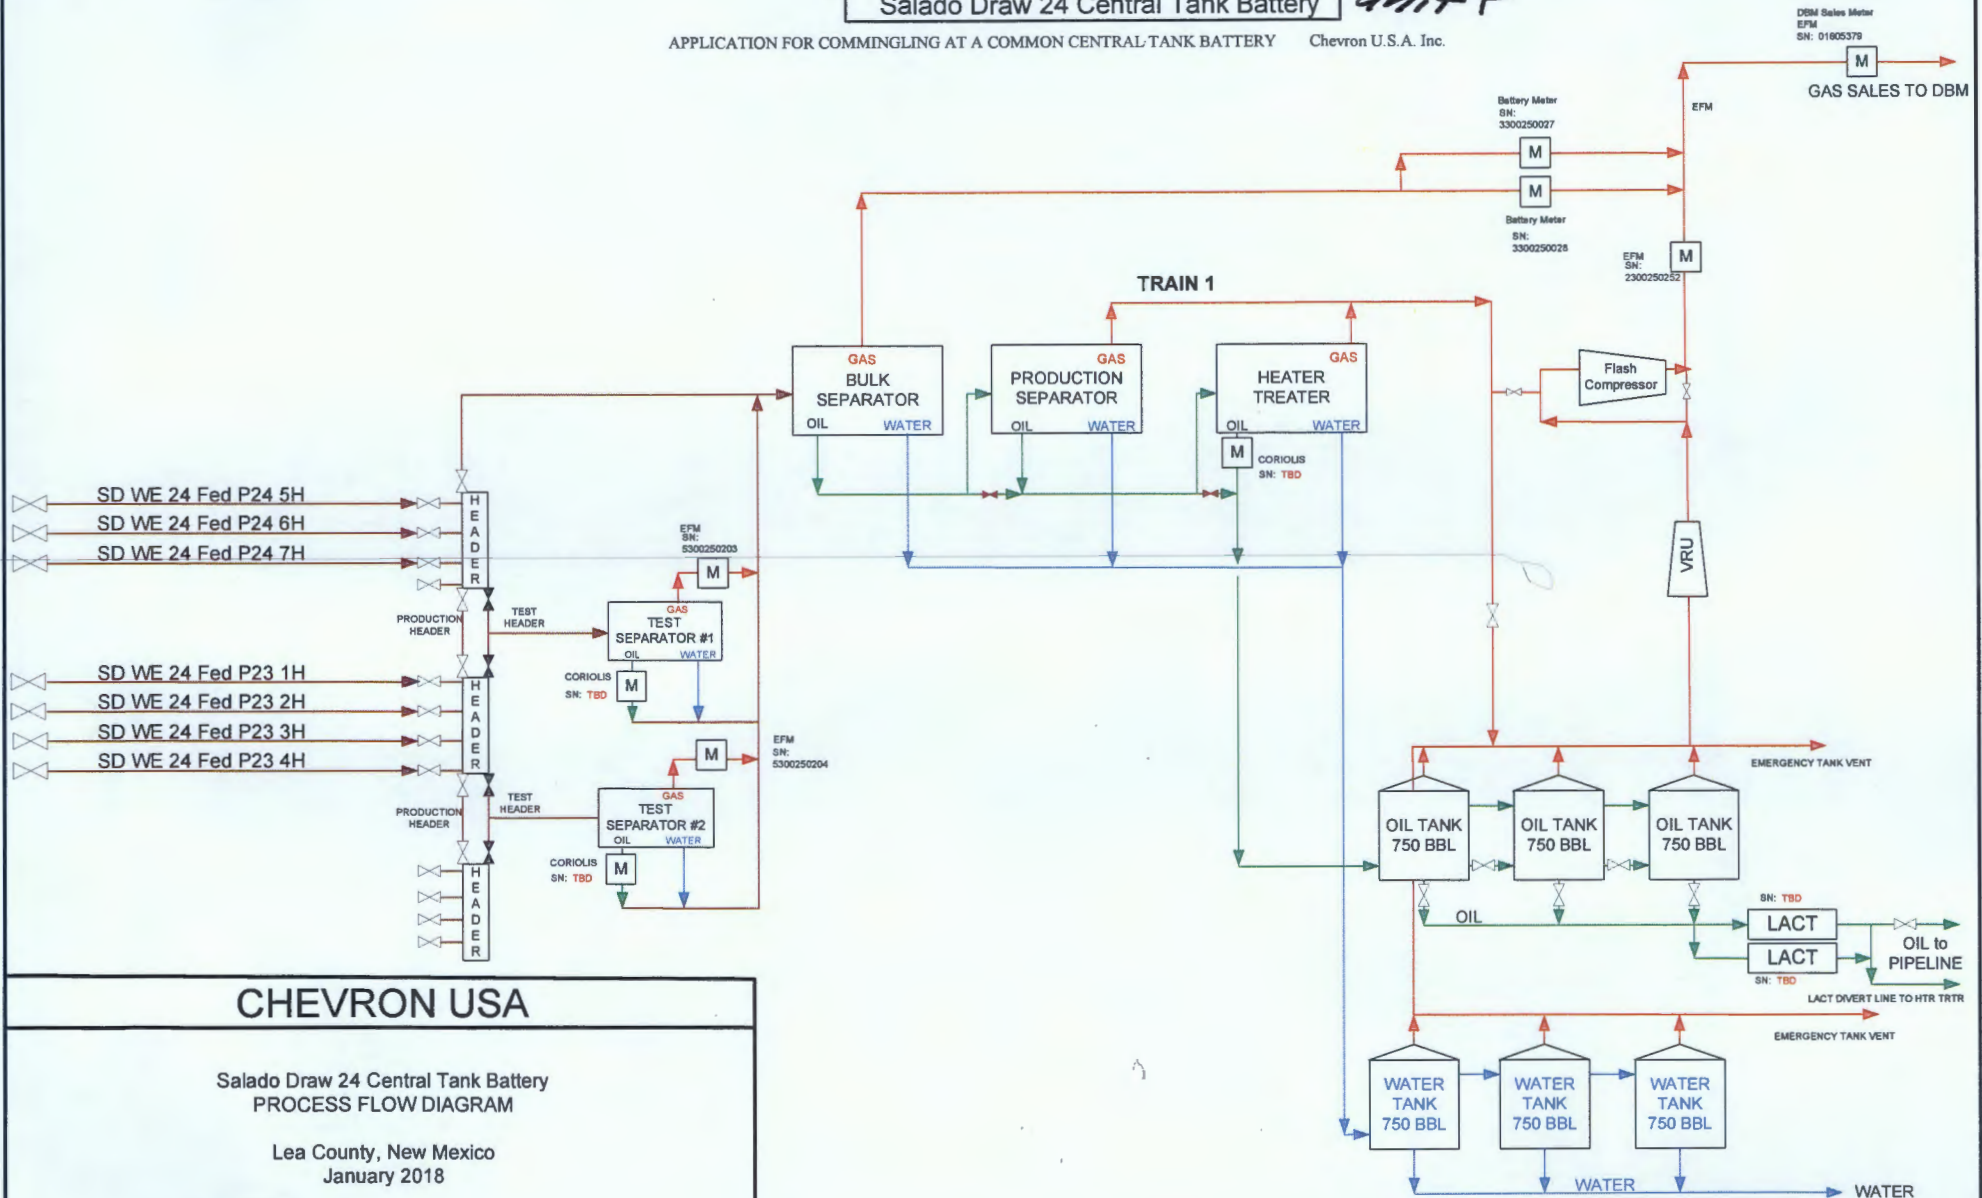 Salado Draw 24 Central Tank Battery
APPLICATION FOR COMMINGLING AT A COMMON CENTRAL TANK BATTERY Chevron U.S.A. Inc.
DBM Sales Meter
EFM
SN: 01605379
M
GAS SALES TO DBM
EFM
Battery Meter
SN:
3300250027
M
M
Battery Meter
SN:
3300250028
EFM
SN:
2300250252
M
TRAIN 1
GAS
BULK
SEPARATOR
OIL WATER
GAS
PRODUCTION
SEPARATOR
OIL WATER
GAS
HEATER
TREATER
OIL WATER
M
CORIOLIS
SN: TBD
Flash
Compressor
VRU
SD WE 24 Fed P24 5H
SD WE 24 Fed P24 6H
SD WE 24 Fed P24 7H
HEADER
PRODUCTION
HEADER
TEST
HEADER
EFM
SN:
5300250203
M
GAS
TEST
SEPARATOR #1
OIL WATER
CORIOLIS
SN: TBD
M
SD WE 24 Fed P23 1H
SD WE 24 Fed P23 2H
SD WE 24 Fed P23 3H
SD WE 24 Fed P23 4H
HEADER
PRODUCTION
HEADER
TEST
HEADER
M
EFM
SN:
5300250204
GAS
TEST
SEPARATOR #2
OIL WATER
CORIOLIS
SN: TBD
M
HEADER
EMERGENCY TANK VENT
OIL TANK
750 BBL
OIL TANK
750 BBL
OIL TANK
750 BBL
OIL
SN: TBD
LACT
LACT
SN: TBD
OIL to
PIPELINE
LACT DIVERT LINE TO HTR TRTR
EMERGENCY TANK VENT
WATER
TANK
750 BBL
WATER
TANK
750 BBL
WATER
TANK
750 BBL
WATER
WATER
CHEVRON USA
Salado Draw 24 Central Tank Battery
PROCESS FLOW DIAGRAM
Lea County, New Mexico
January 2018